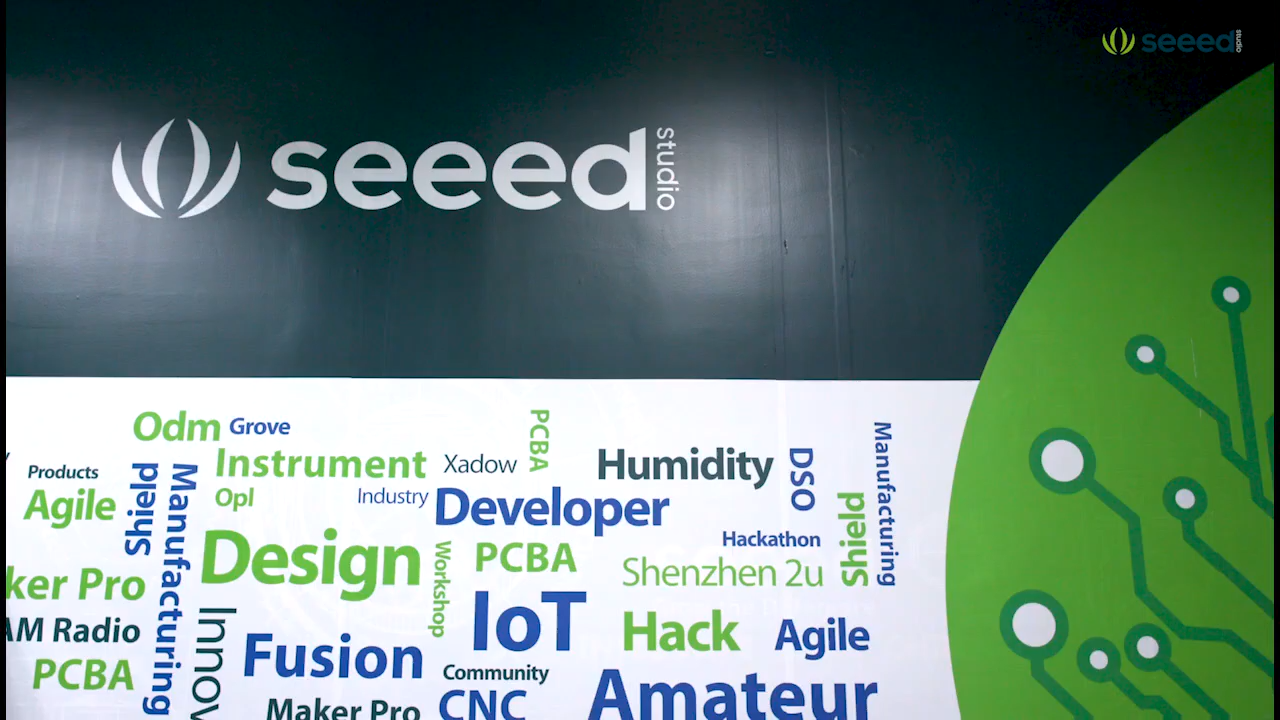 seeed studio
seeed studio
Odm
Grove
PCBA
Manufacturing
Products
Instrument
Xadow
Humidity
DSO
Agile
Shield
Manufacturing
Opl
Industry
Developer
Shield
Design
Workshop
PCBA
Hackathon
Shenzhen 2u
ker Pro
IoT
Hack
Agile
AM Radio
Innov
Fusion
PCBA
Community
Maker Pro
CNC
Amateur